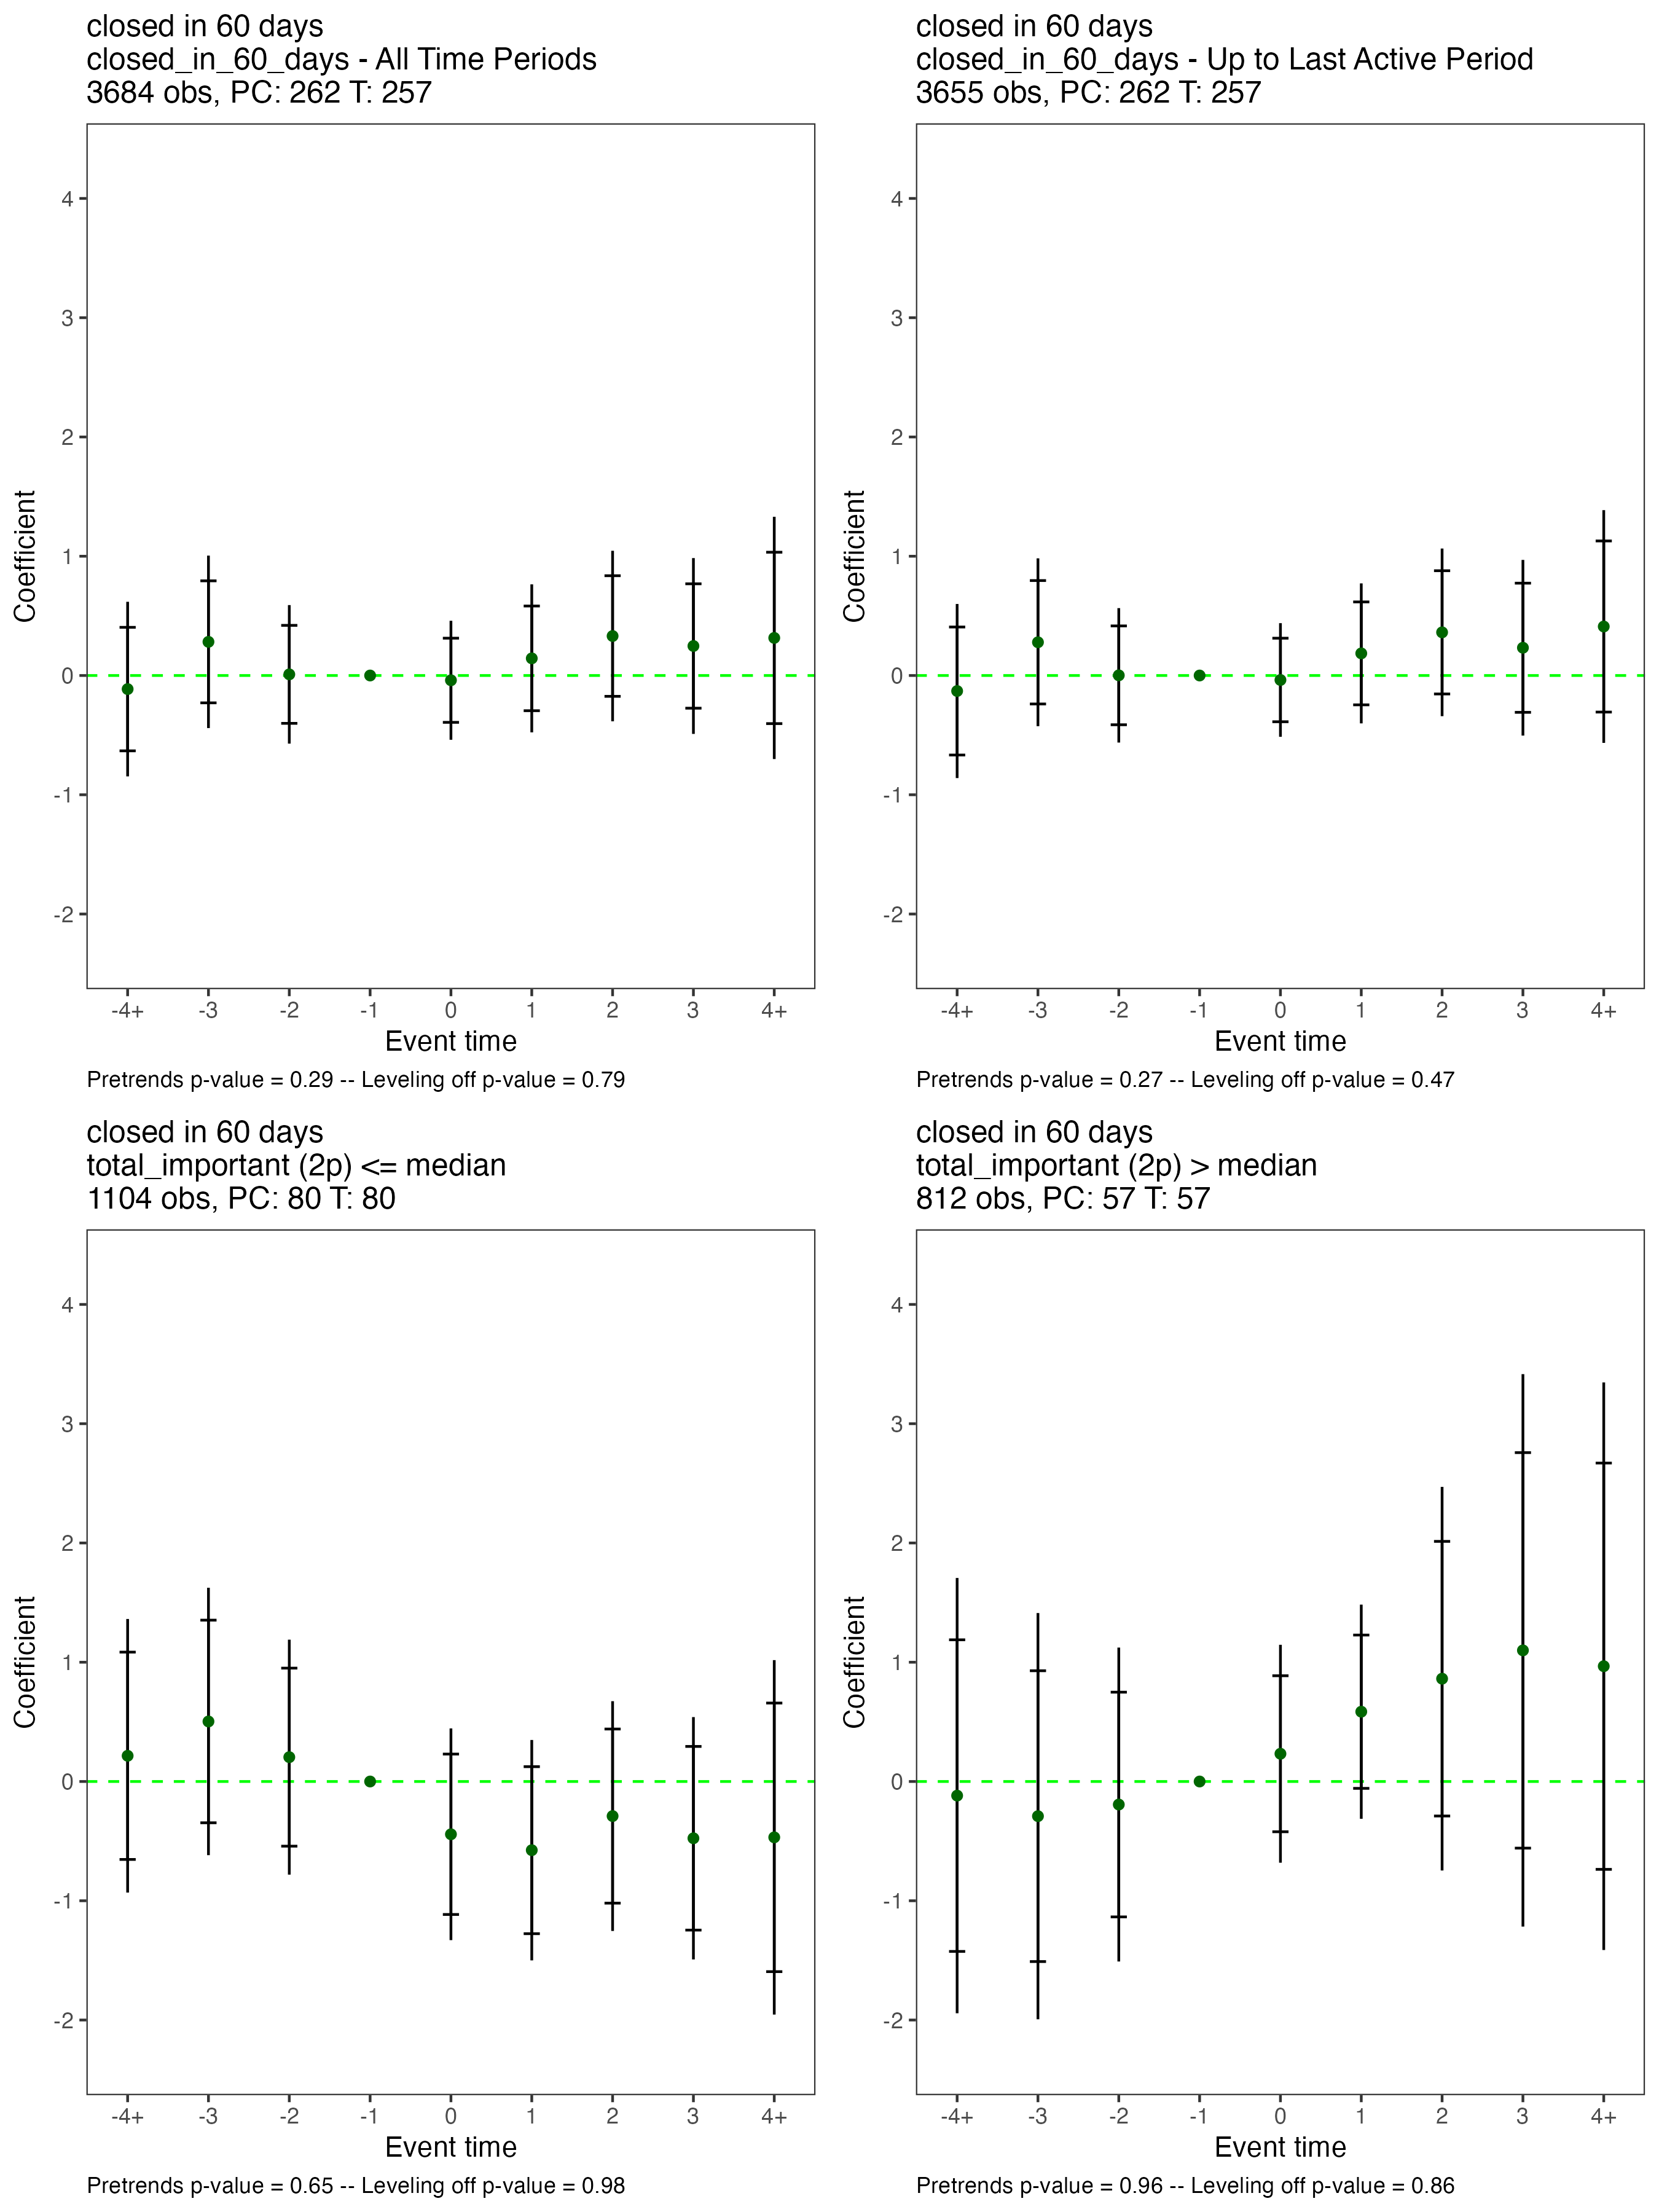 closed in 60 days
closed_in_60_days - All Time Periods
3684 obs, PC: 262 T: 257
4
3
2
1
0
-1
-2
Coefficient
-4+ -3 -2 -1 0 1 2 3 4+
Event time
Pretrends p-value = 0.29 -- Leveling off p-value = 0.79
closed in 60 days
closed_in_60_days - Up to Last Active Period
3655 obs, PC: 262 T: 257
4
3
2
1
0
-1
-2
Coefficient
-4+ -3 -2 -1 0 1 2 3 4+
Event time
Pretrends p-value = 0.27 -- Leveling off p-value = 0.47
closed in 60 days
total_important (2p) <= median
1104 obs, PC: 80 T: 80
4
3
2
1
0
-1
-2
Coefficient
-4+ -3 -2 -1 0 1 2 3 4+
Event time
Pretrends p-value = 0.65 -- Leveling off p-value = 0.98
closed in 60 days
total_important (2p) > median
812 obs, PC: 57 T: 57
4
3
2
1
0
-1
-2
Coefficient
-4+ -3 -2 -1 0 1 2 3 4+
Event time
Pretrends p-value = 0.96 -- Leveling off p-value = 0.86